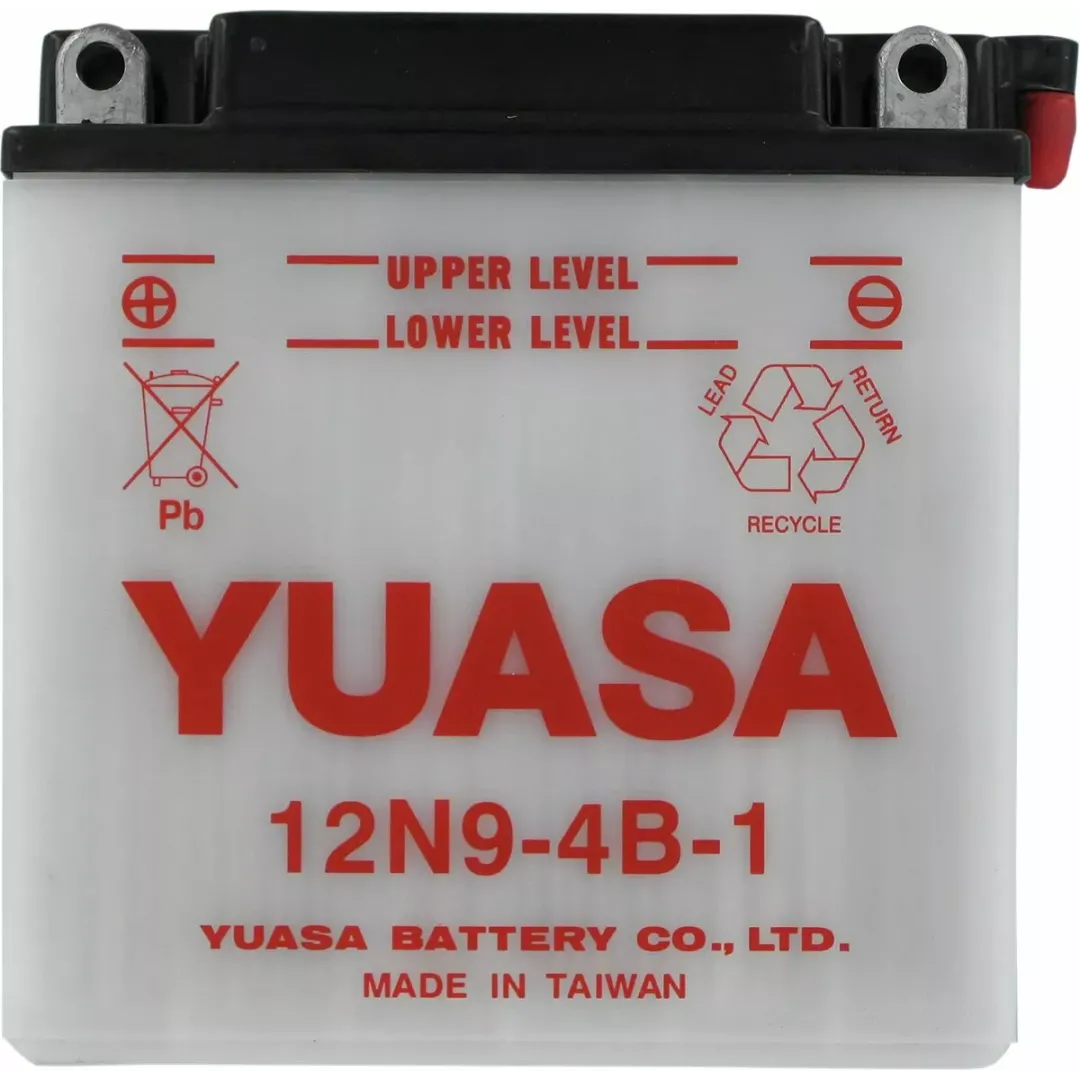 UPPER LEVEL
LOWER LEVEL
LEAD
RETURN
RECYCLE
Pb
YUASA
12N9-4B-1
YUASA BATTERY CO., LTD.
MADE IN TAIWAN